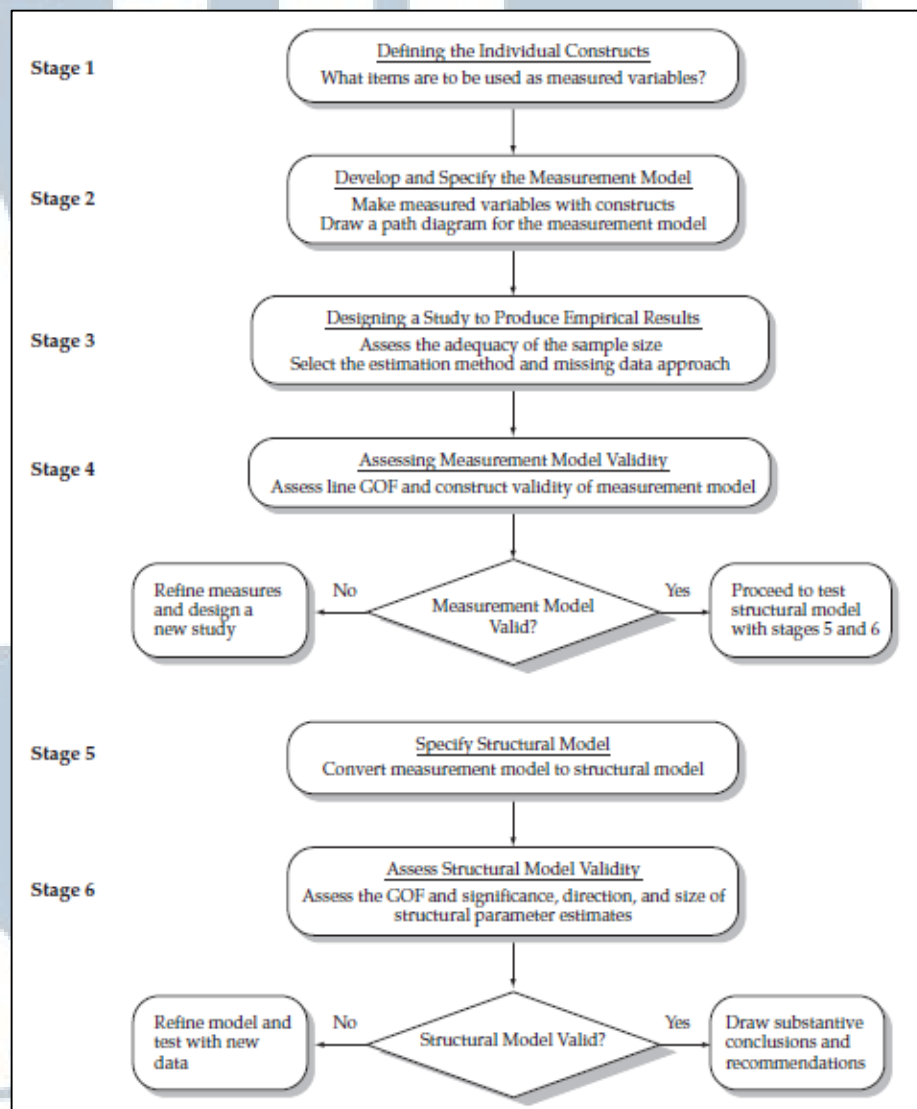 Stage 1
Defining the Individual Constructs
What items are to be used as measured variables?
Stage 2
Develop and Specify the Measurement Model
Make measured variables with constructs
Draw a path diagram for the measurement model
Stage 3
Designing a Study to Produce Empirical Results
Assess the adequacy of the sample size
Select the estimation method and missing data approach
Stage 4
Assessing Measurement Model Validity
Assess line GOF and construct validity of measurement model
Refine measures
and design a
new study
No
Measurement Model
Valid?
Yes
Proceed to test
structural model
with stages 5 and 6
Stage 5
Specify Structural Model
Convert measurement model to structural model
Stage 6
Assess Structural Model Validity
Assess the GOF and significance, direction, and size of
structural parameter estimates
Refine model and
test with new
data
No
Structural Model Valid?
Yes
Draw substantive
conclusions and
recommendations